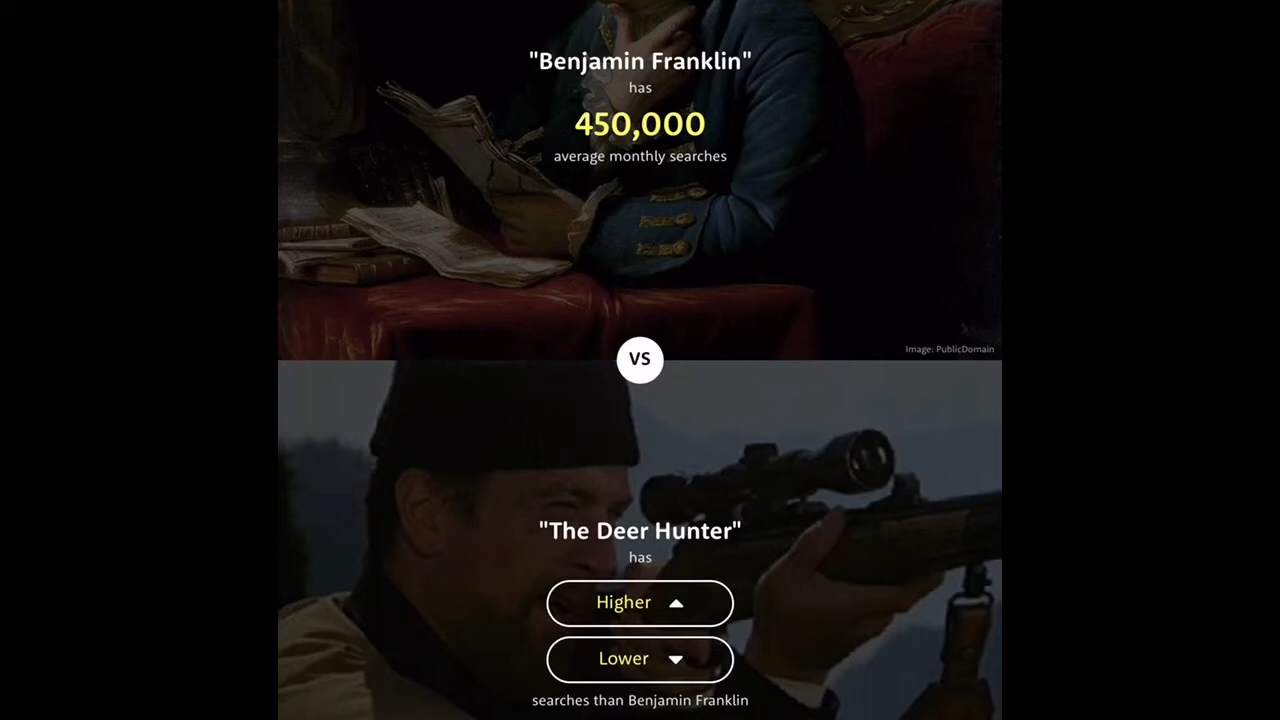 "Benjamin Franklin"
has
450,000
average monthly searches
Image: PublicDomain
VS
"The Deer Hunter"
has
Higher
Lower
searches than Benjamin Franklin